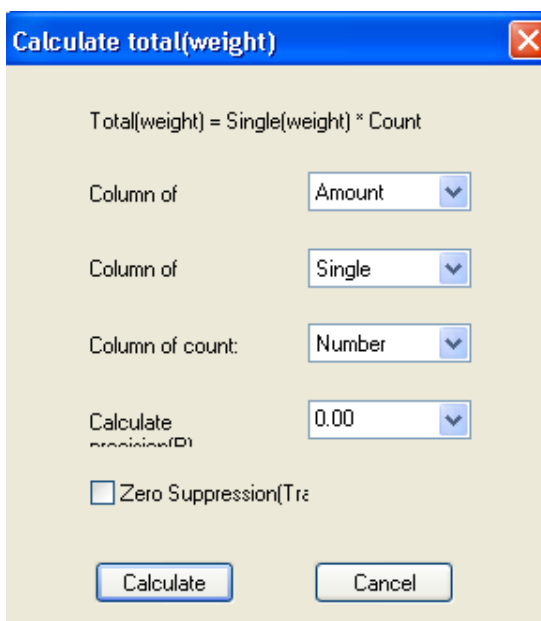 Calculate total(weight)
Total(weight) = Single(weight) * Count
Column of Amount
Column of Single
Column of count: Number
Calculate 0.00
precision(P)
Zero Suppression(Tra
Calculate Cancel